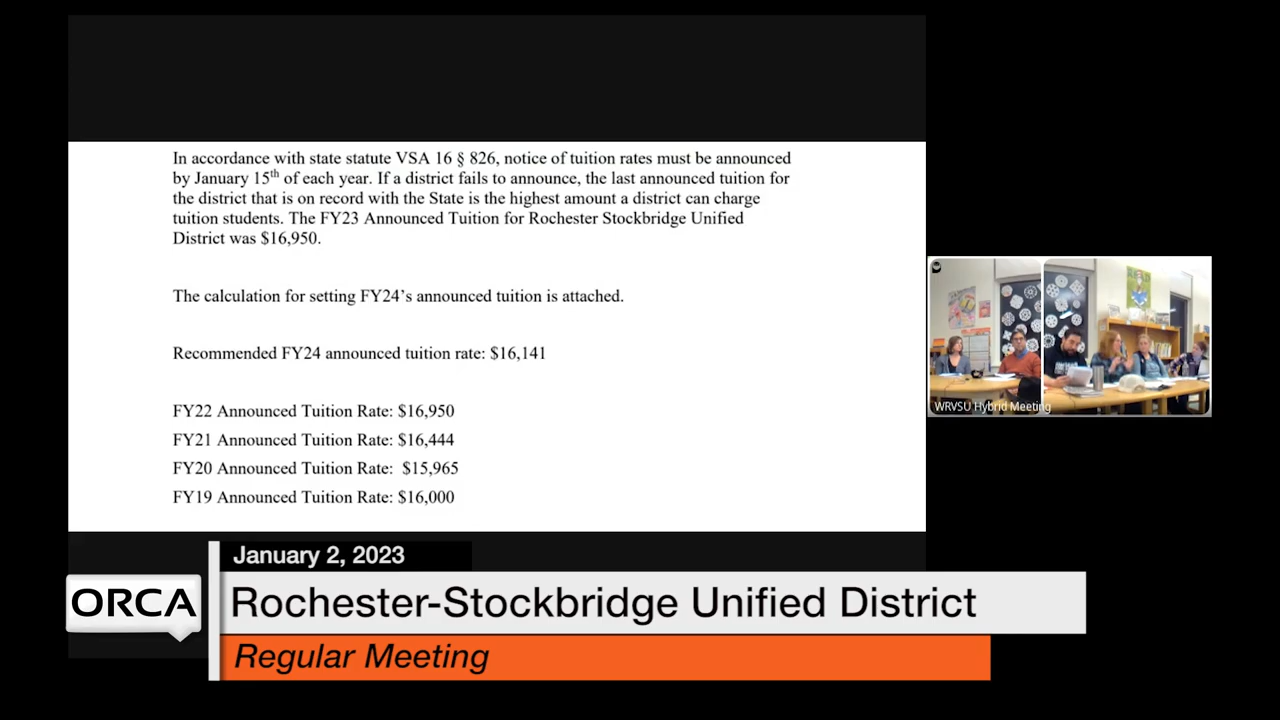 In accordance with state statute VSA 16 § 826, notice of tuition rates must be announced
by January 15th of each year. If a district fails to announce, the last announced tuition for
the district that is on record with the State is the highest amount a district can charge
tuition students. The FY23 Announced Tuition for Rochester Stockbridge Unified
District was $16,950.
The calculation for setting FY24's announced tuition is attached.
Recommended FY24 announced tuition rate: $16,141
FY22 Announced Tuition Rate: $16,950
FY21 Announced Tuition Rate: $16,444
FY20 Announced Tuition Rate: $15,965
FY19 Announced Tuition Rate: $16,000
WRVSU Hybrid Meeting
January 2, 2023
ORCA
Rochester-Stockbridge Unified District
Regular Meeting